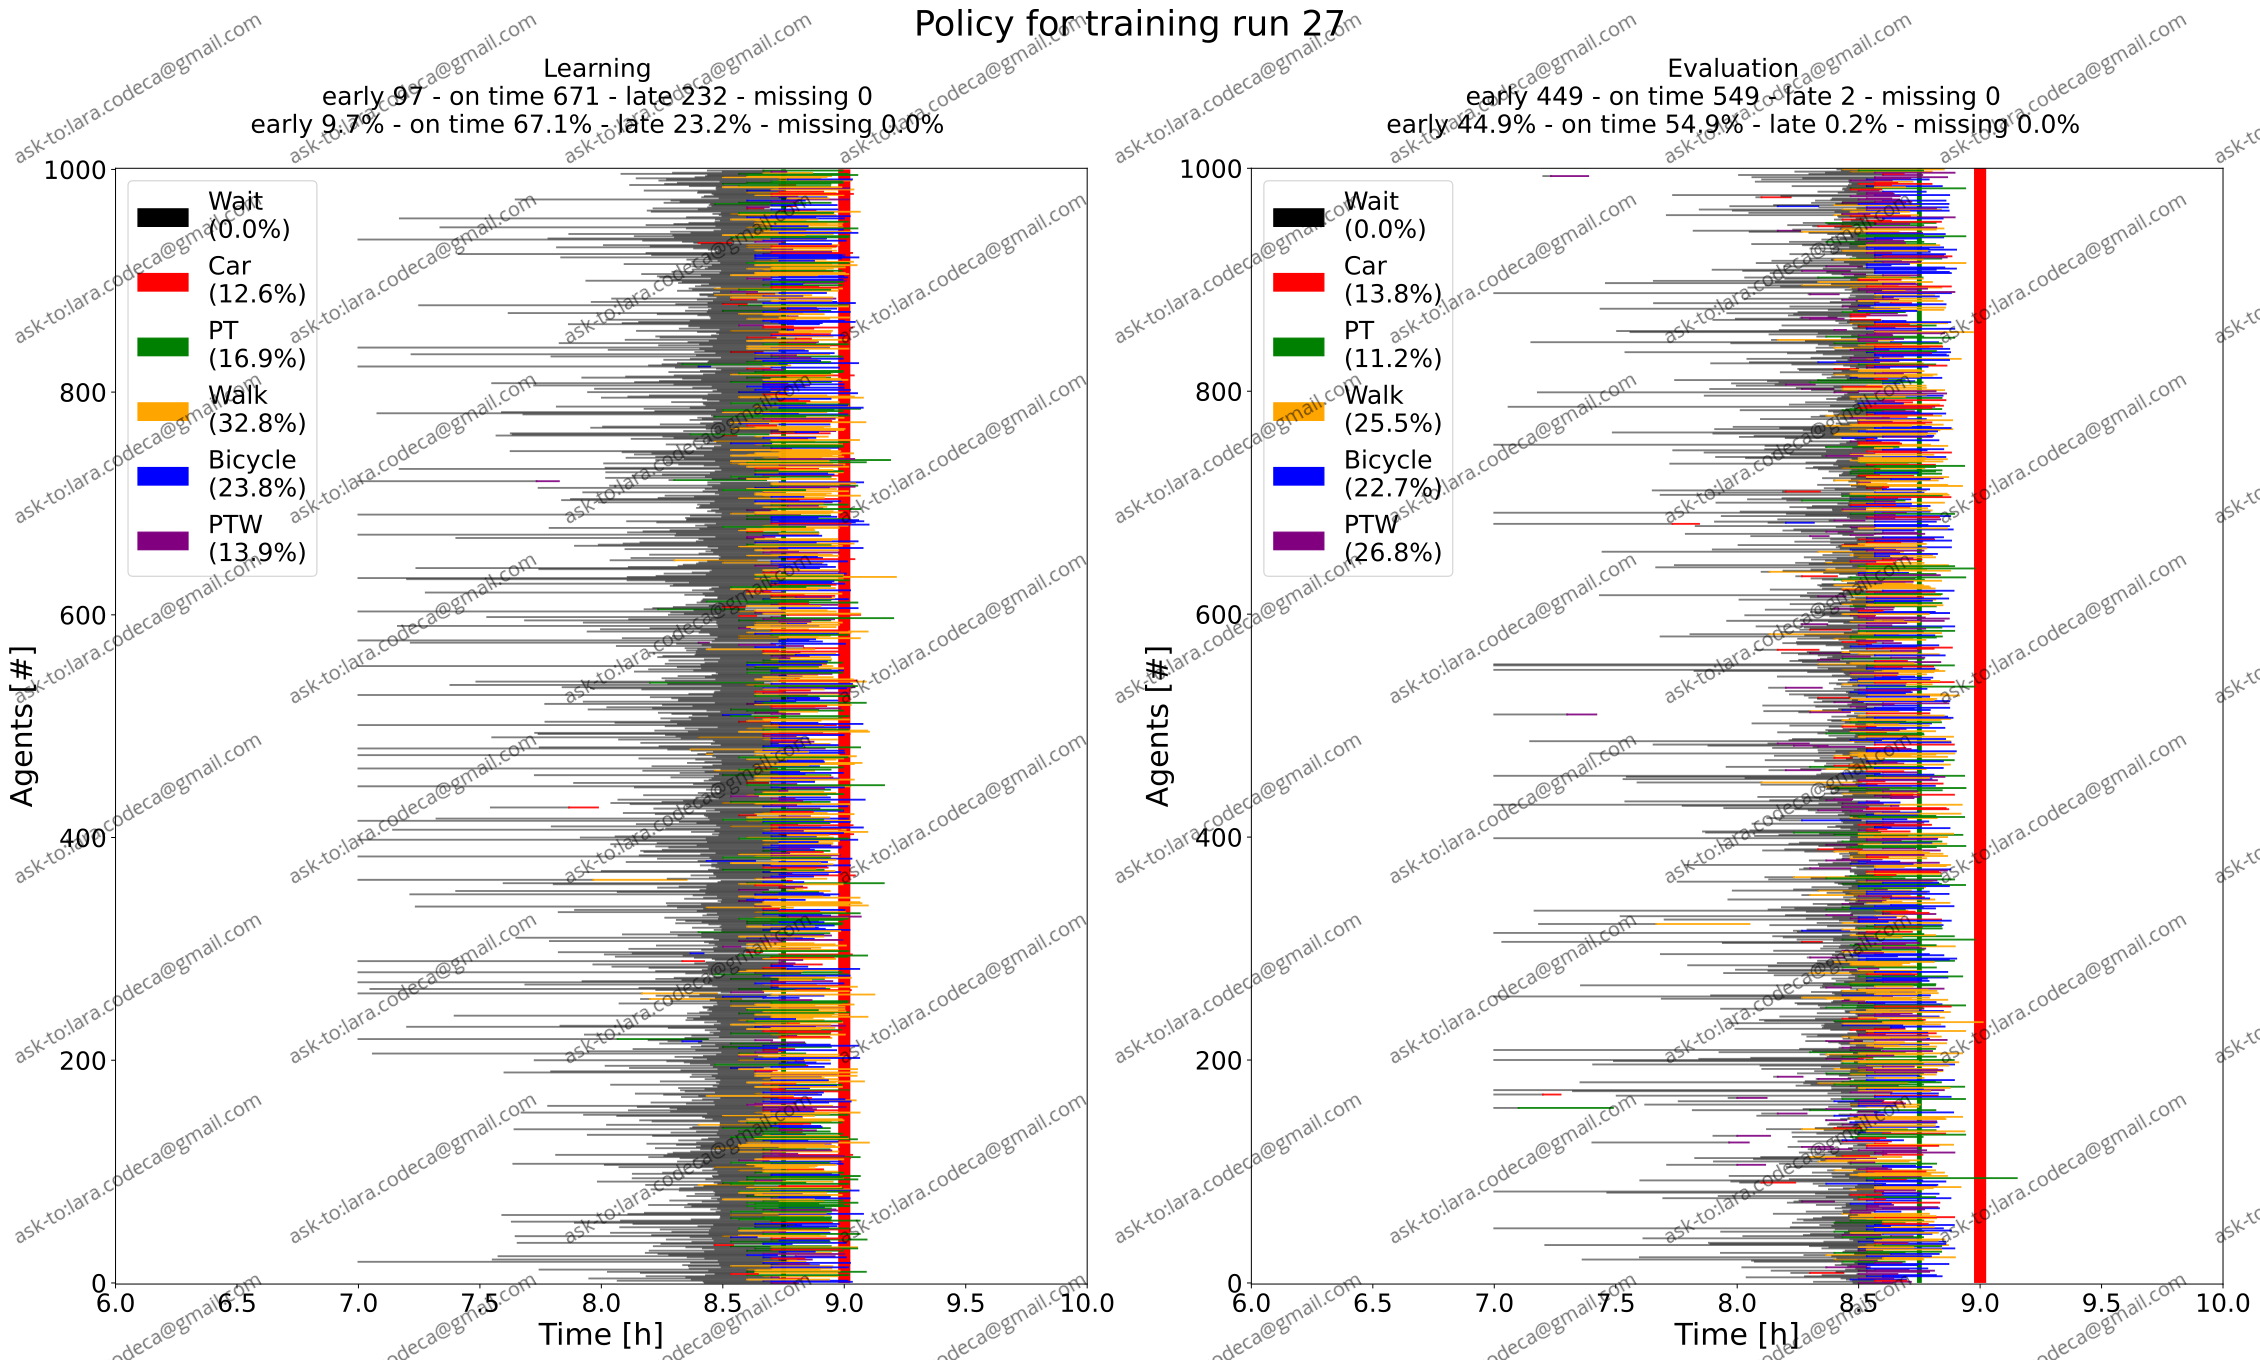 Policy for training run 27
Learning
early 97 - on time 671 - late 232 - missing 0
early 9.7% - on time 67.1% - late 23.2% - missing 0.0%
1000
800
600
400
200
0
Agents [#]
Wait
(0.0%)
Car
(12.6%)
PT
(16.9%)
Walk
(32.8%)
Bicycle
(23.8%)
PTW
(13.9%)
6.0 6.5 7.0 7.5 8.0 8.5 9.0 9.5 10.0
Time [h]
Evaluation
early 449 - on time 549 - late 2 - missing 0
early 44.9% - on time 54.9% - late 0.2% - missing 0.0%
1000
800
600
400
200
0
Agents [#]
Wait
(0.0%)
Car
(13.8%)
PT
(11.2%)
Walk
(25.5%)
Bicycle
(22.7%)
PTW
(26.8%)
6.0 6.5 7.0 7.5 8.0 8.5 9.0 9.5 10.0
Time [h]
ask-to:lara.codeca@gmail.com